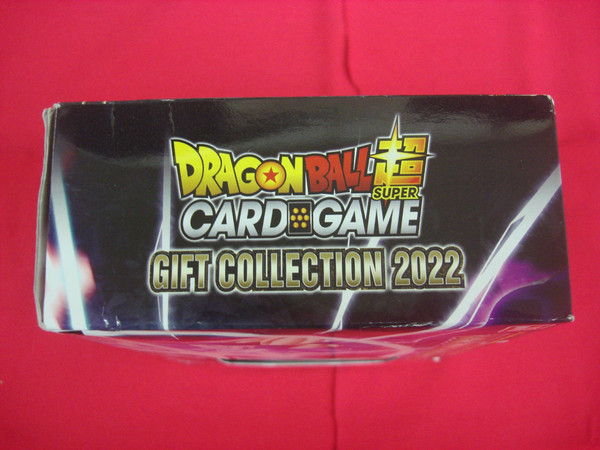 DRAGON BALL 超
SUPER
CARD GAME
GIFT COLLECTION 2022